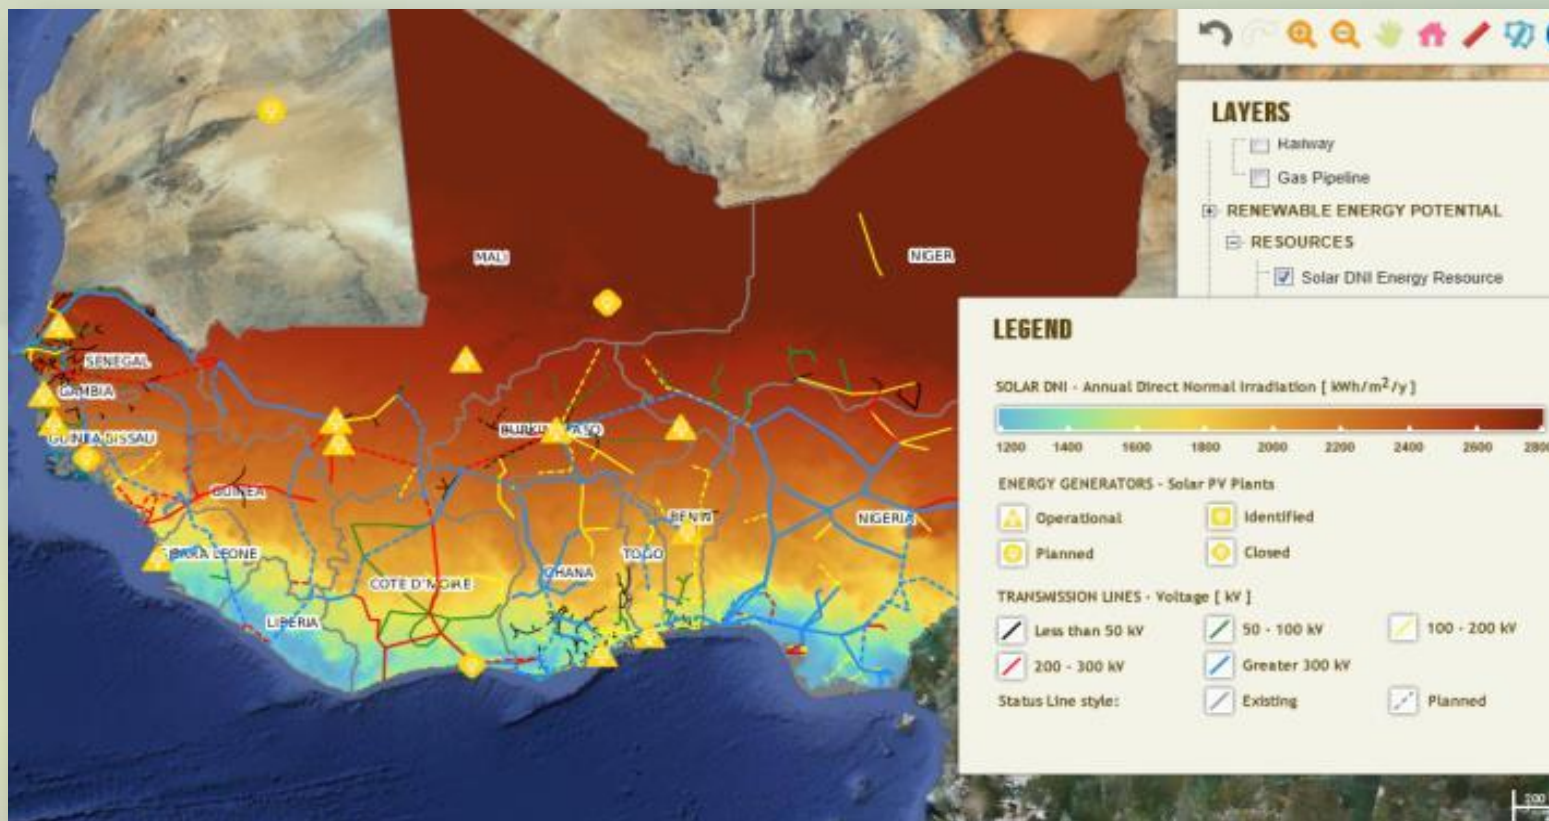 LAYERS
Railway
Gas Pipeline
RENEWABLE ENERGY POTENTIAL
RESOURCES
Solar DNI Energy Resource
MALI
NIGER
SENEGAL
GAMBIA
GUINEA BISSAU
BURKINA FASO
GUINEA
BENIN
NIGERIA
SIERRA LEONE
TOGO
GHANA
COTE D'IVOIRE
LIBERIA
LEGEND
SOLAR DNI - Annual Direct Normal Irradiation [ kWh/m²/y ]
1200 1400 1600 1800 2000 2200 2400 2600 2800
ENERGY GENERATORS - Solar PV Plants
Operational Identified
Planned Closed
TRANSMISSION LINES - Voltage [ kV ]
Less than 50 kV 50 - 100 kV 100 - 200 kV
200 - 300 kV Greater 300 kV
Status Line style: Existing Planned
200